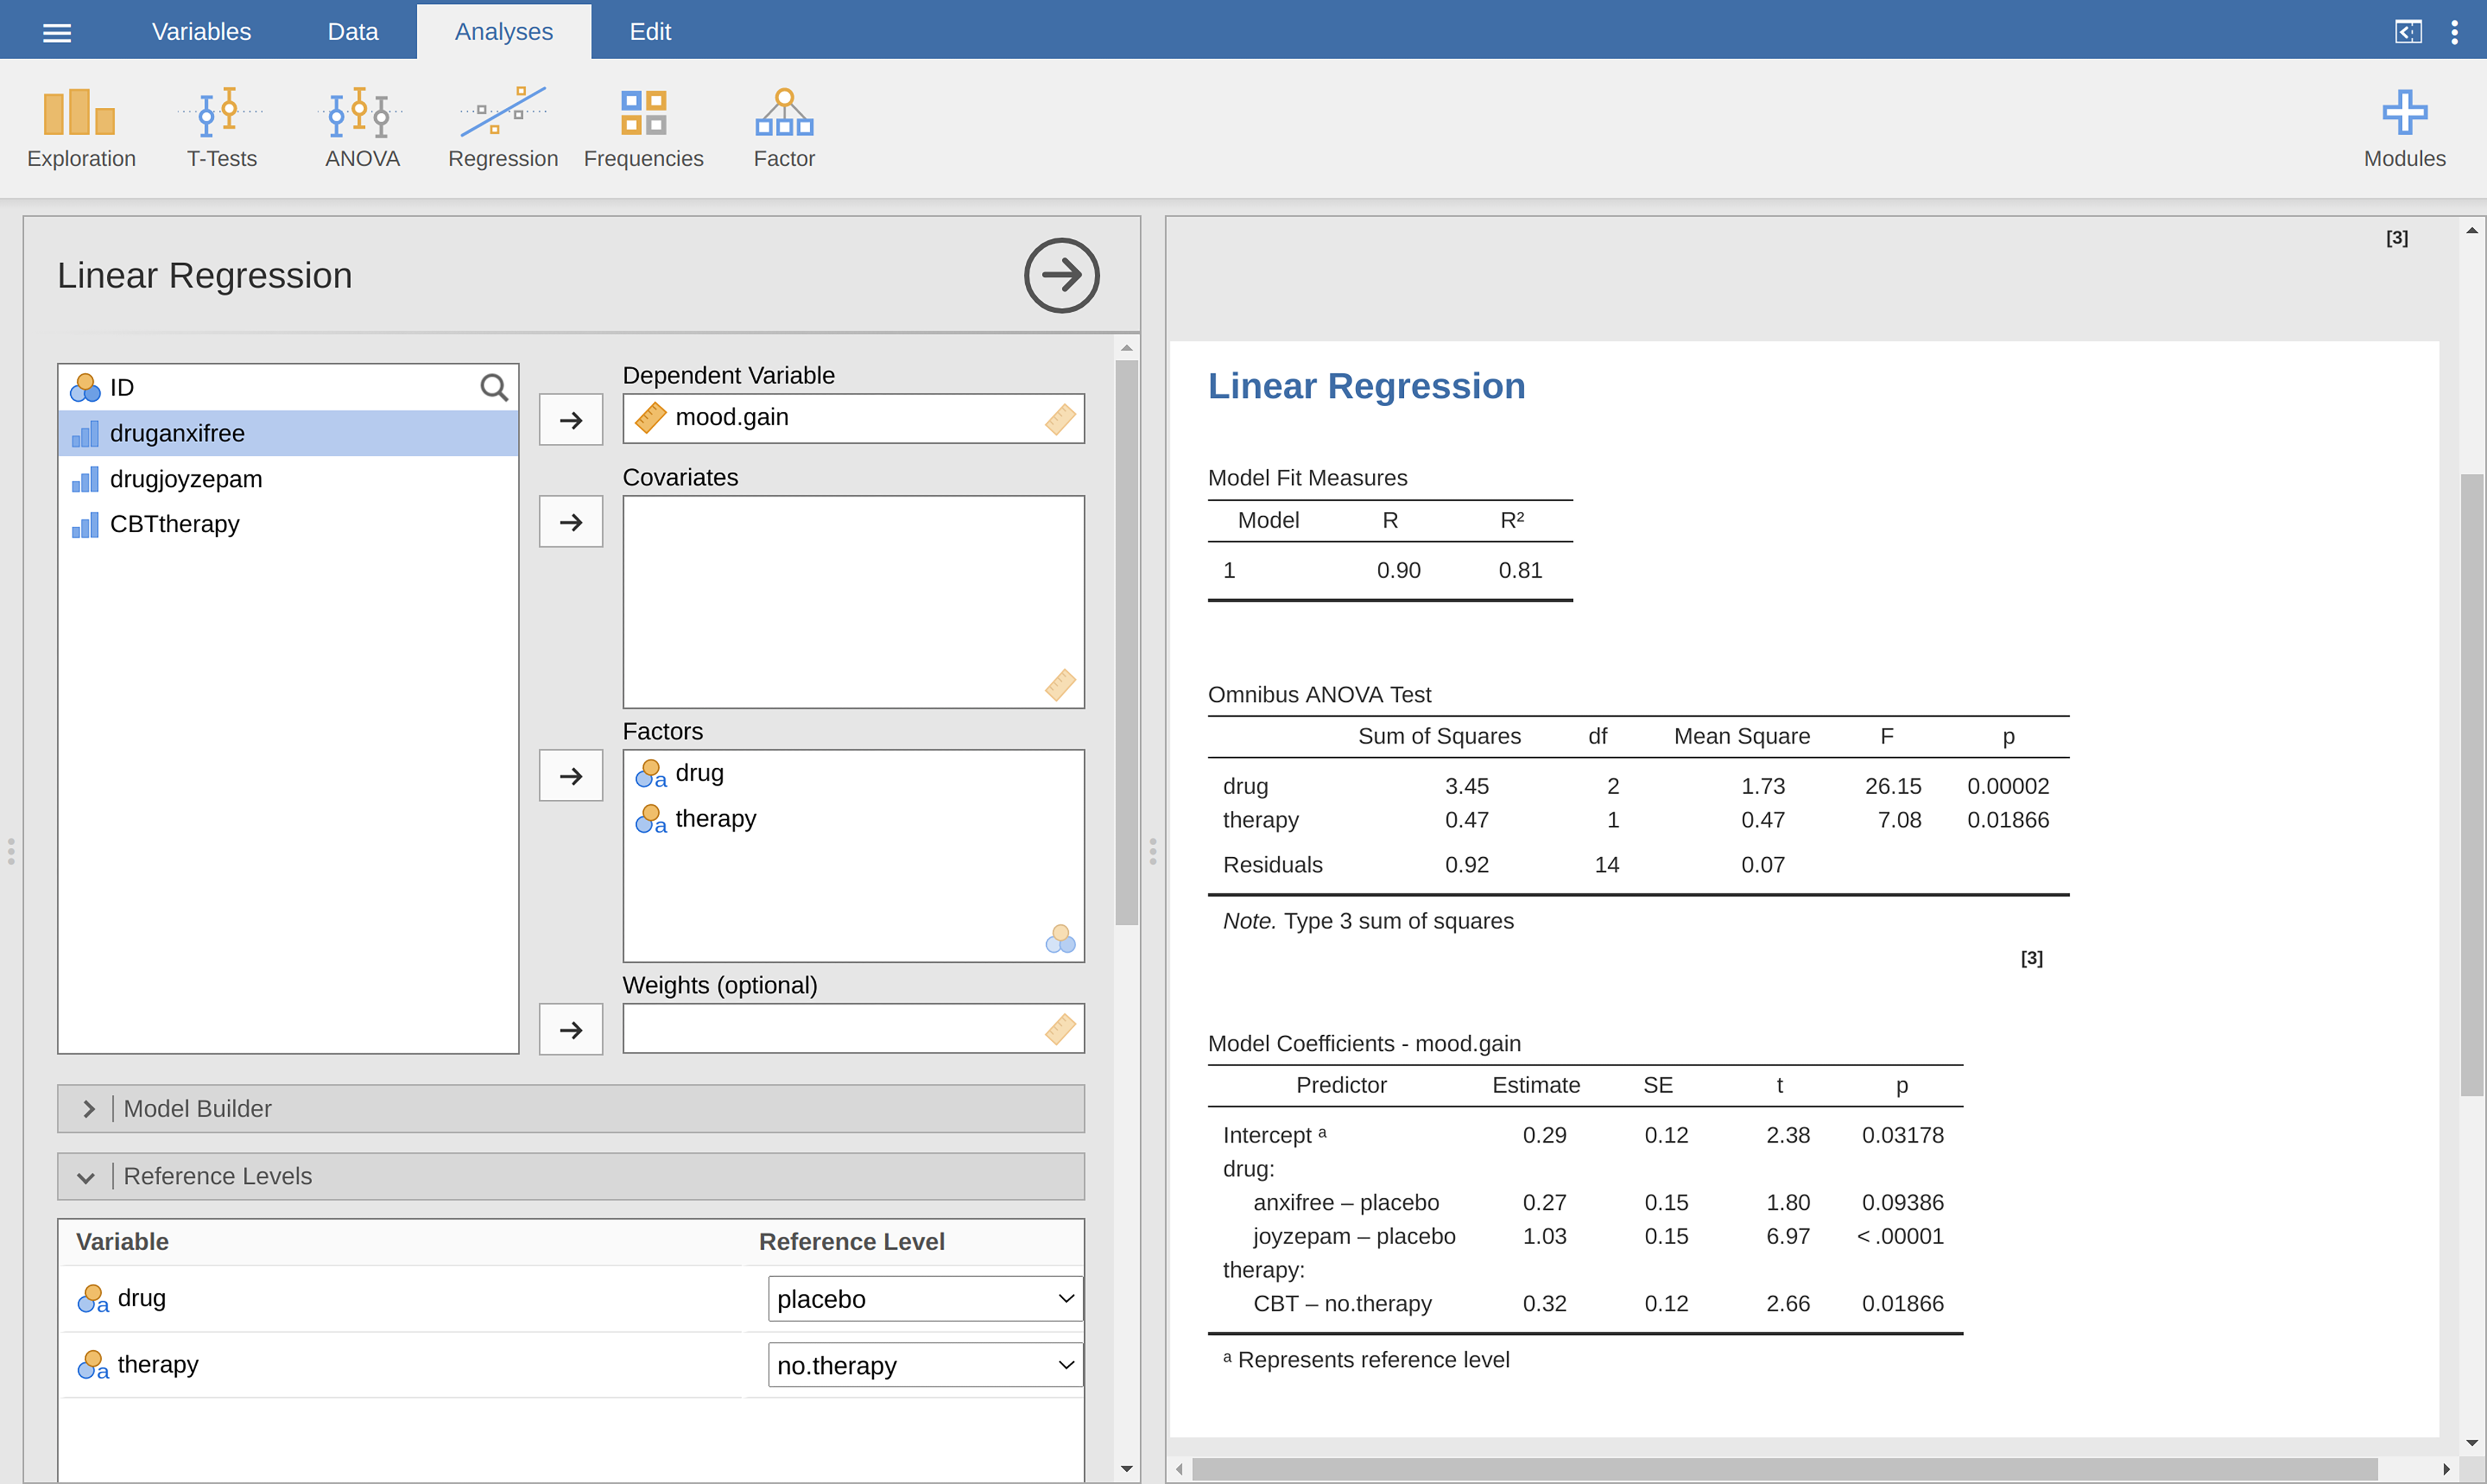 Variables Data Analyses Edit
Exploration T-Tests ANOVA Regression Frequencies Factor Modules
Linear Regression
ID
druganxifree
drugjoyzepam
CBTtherapy
Dependent Variable
mood.gain
Covariates
Factors
a drug
a therapy
Weights (optional)
Model Builder
Reference Levels
Variable Reference Level
a drug placebo
a therapy no.therapy
[3]
Linear Regression
Model Fit Measures
Model R R²
1 0.90 0.81
Omnibus ANOVA Test
Sum of Squares df Mean Square F p
drug 3.45 2 1.73 26.15 0.00002
therapy 0.47 1 0.47 7.08 0.01866
Residuals 0.92 14 0.07
Note. Type 3 sum of squares
[3]
Model Coefficients - mood.gain
Predictor Estimate SE t p
Intercept ᵃ 0.29 0.12 2.38 0.03178
drug:
anxifree – placebo 0.27 0.15 1.80 0.09386
joyzepam – placebo 1.03 0.15 6.97 < .00001
therapy:
CBT – no.therapy 0.32 0.12 2.66 0.01866
ᵃ Represents reference level